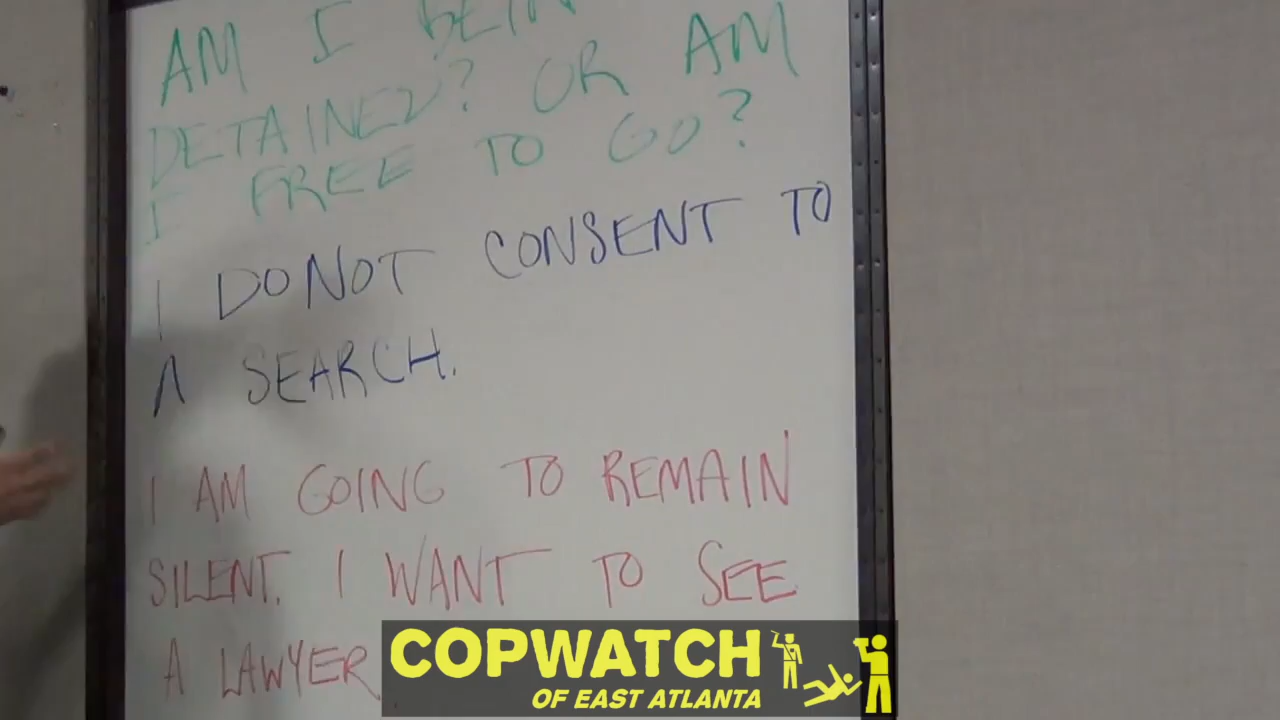 AM I BEIN
DETAINED? OR AM
I FREE TO GO?
I DO NOT CONSENT TO
A SEARCH.
I AM GOING TO REMAIN
SILENT. I WANT TO SEE
A LAWYER
COPWATCH
OF EAST ATLANTA